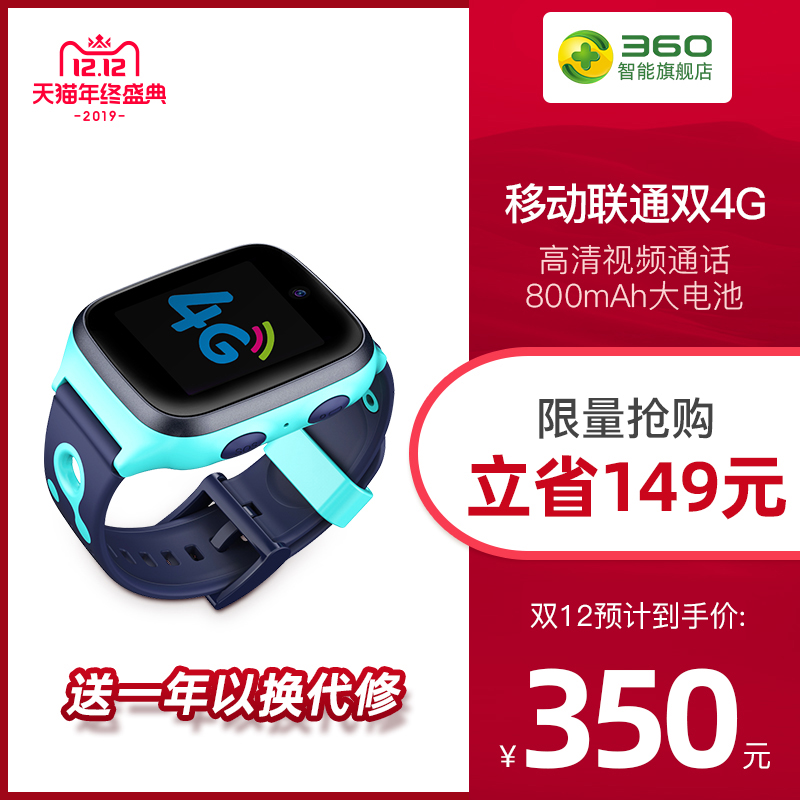 12.12
天猫年终盛典
-2019-
360
智能旗舰店
移动联通双4G
高清视频通话
800mAh大电池
4G
限量抢购
立省149元
送一年以换代修
双12预计到手价:
¥350元